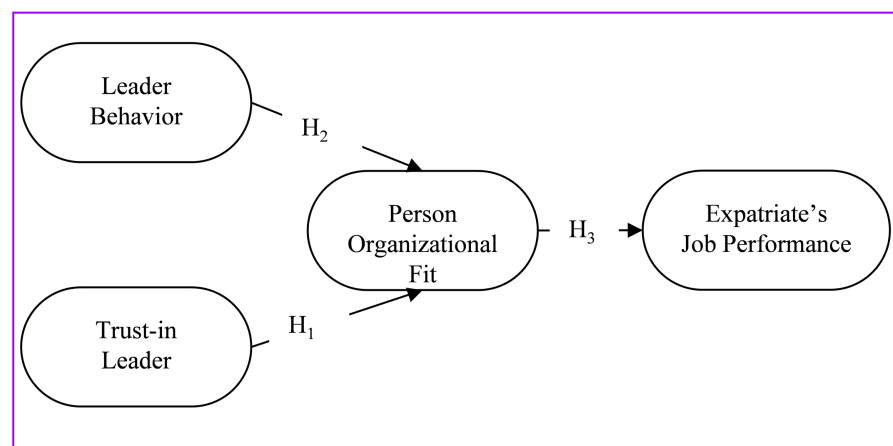 Leader
Behavior
H₂
Person
Organizational
Fit
H₃
Expatriate’s
Job Performance
H₁
Trust-in
Leader